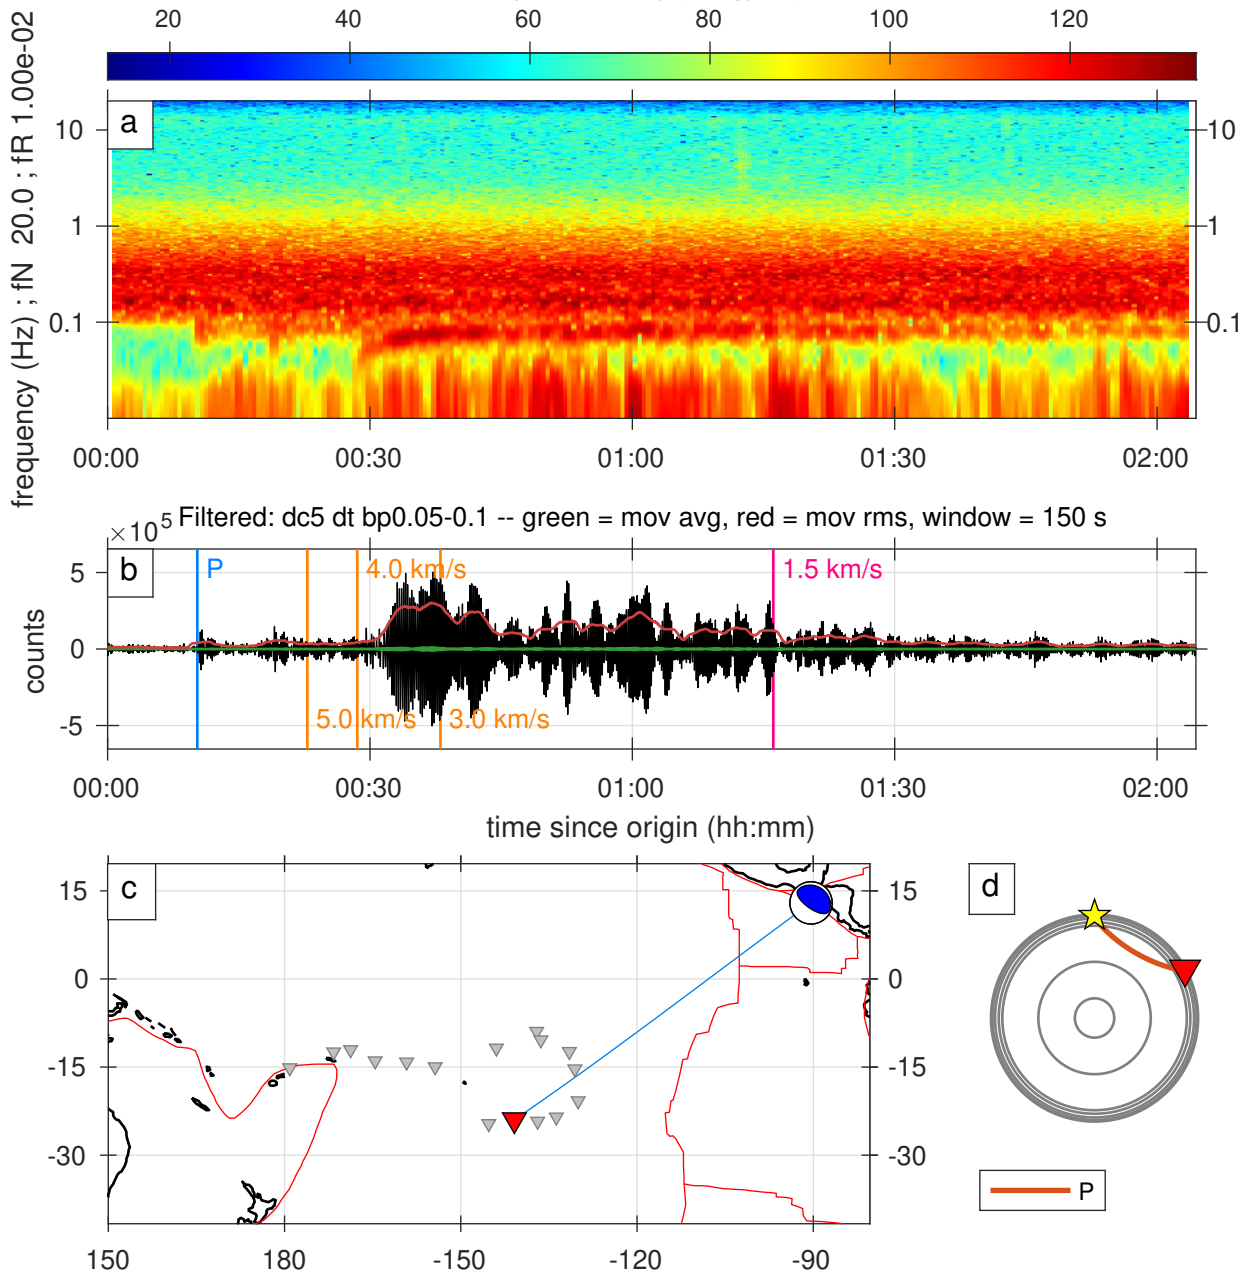 20 40 60 80 100 120
frequency (Hz) ; fN 20.0 ; fR 1.00e-02
a
10 10
1 1
0.1 0.1
00:00 00:30 01:00 01:30 02:00
×10^5 Filtered: dc5 dt bp0.05-0.1 -- green = mov avg, red = mov rms, window = 150 s
b
counts
5
0
-5
P
4.0 km/s
1.5 km/s
5.0 km/s
3.0 km/s
00:00 00:30 01:00 01:30 02:00
time since origin (hh:mm)
c
15 15
0 0
-15 -15
-30 -30
150 180 -150 -120 -90
d
P